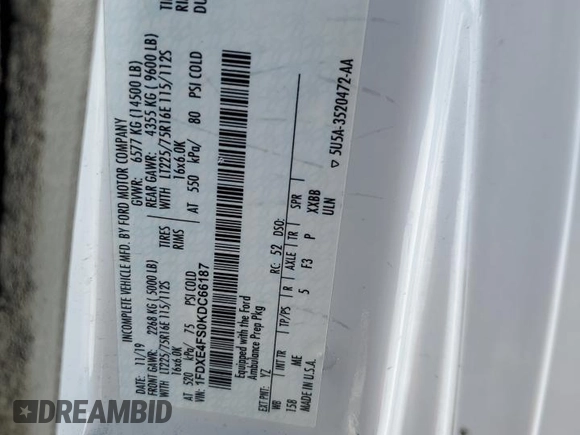 INCOMPLETE VEHICLE MFD. BY FORD MOTOR COMPANY
DATE: 11/19 GVWR: 6577 KG (14500 LB)
FRONT GAWR: 2268 KG (5000 LB) REAR GAWR: 4355 KG (9600 LB)
WITH LT225/75R16E 115/112S TIRES WITH LT225/75R16E 115/112S
16x6.0K RIMS 16x6.0K
AT 520 kPa/ 75 PSI COLD AT 550 kPa/ 80 PSI COLD
VIN: 1FDXE4FS0KDC66187
Equipped with the Ford
Ambulance Prep Pkg
EXT PNT: YZ RC: 52 DSO:
WB INT TR TP/PS R AXLE TR SPR
158 ME 5 F3 P XXBB
MADE IN U.S.A. ULN
▽ 5U5A-3520472-AA
DREAMBID